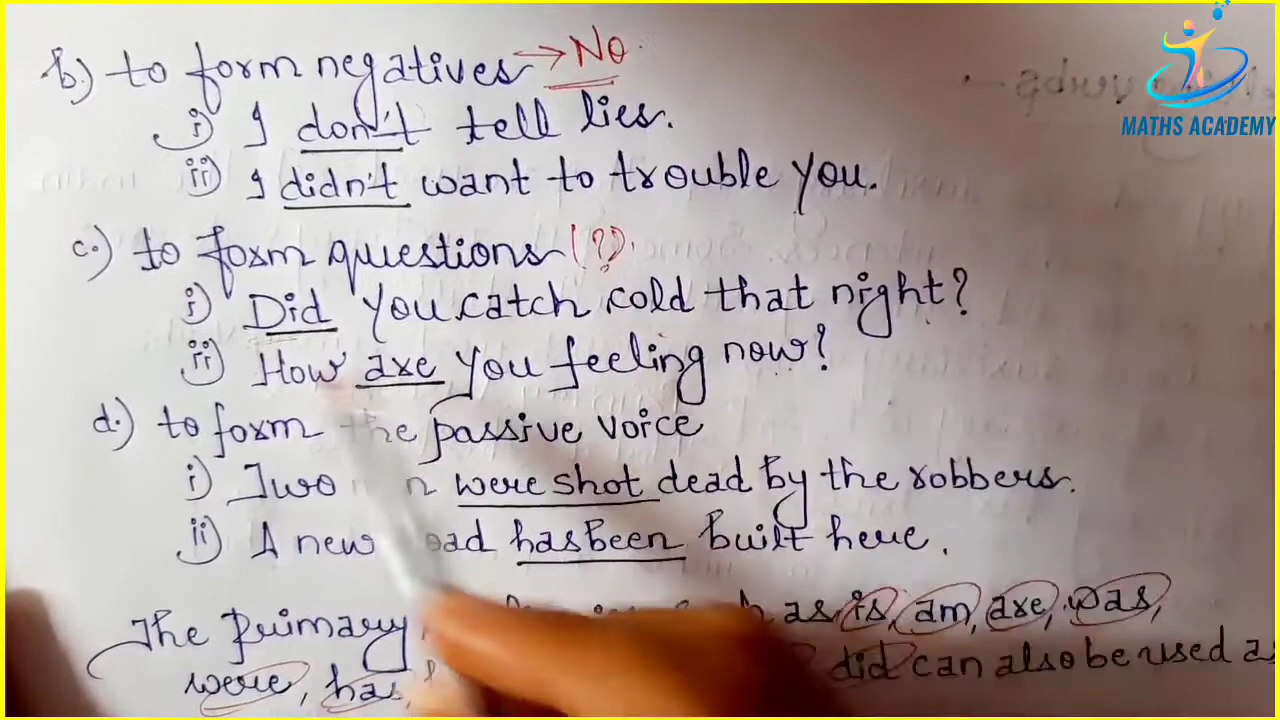 b.) to form negatives → No
i) I don't tell lies.
ii) I didn't want to trouble you.
c.) to form questions (?).
i) Did you catch cold that night?
ii) How are you feeling now?
d.) to form the passive voice
i) Two were shot dead by the robbers.
ii) A new has been built here.
The Primary as is, am, are, was,
were, has, did can also be used as
MATHS ACADEMY